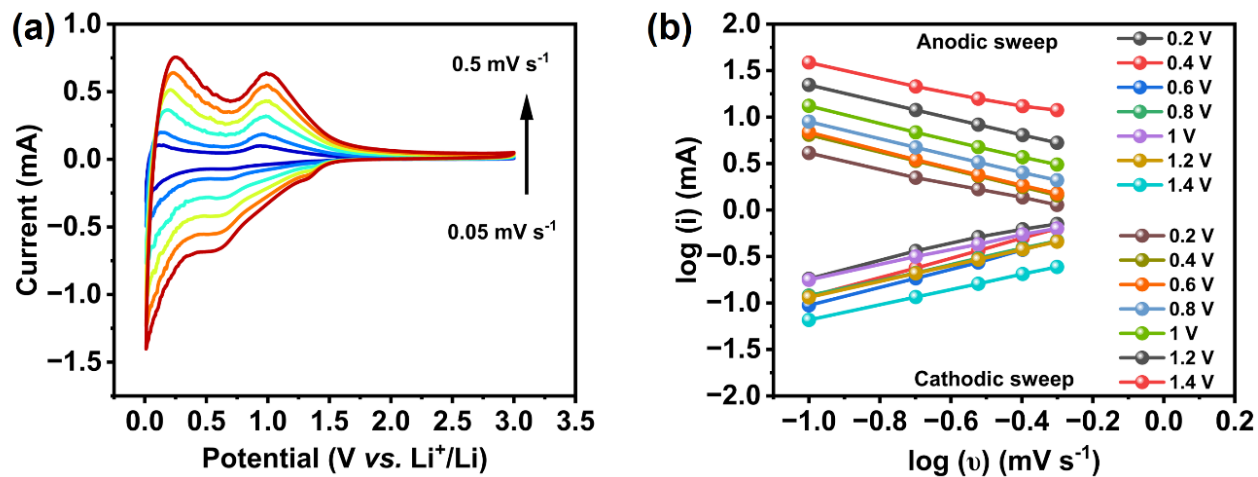 (a)
1.0
0.5
0.0
−0.5
−1.0
−1.5
Current (mA)
0.5 mV s⁻¹
0.05 mV s⁻¹
0.0 0.5 1.0 1.5 2.0 2.5 3.0 3.5
Potential (V vs. Li⁺/Li)
(b)
2.0
1.5
1.0
0.5
0.0
−0.5
−1.0
−1.5
−2.0
log (i) (mA)
Anodic sweep
0.2 V
0.4 V
0.6 V
0.8 V
1 V
1.2 V
1.4 V
0.2 V
0.4 V
0.6 V
0.8 V
1 V
1.2 V
1.4 V
Cathodic sweep
−1.0 −0.8 −0.6 −0.4 −0.2 0.0 0.2
log (υ) (mV s⁻¹)